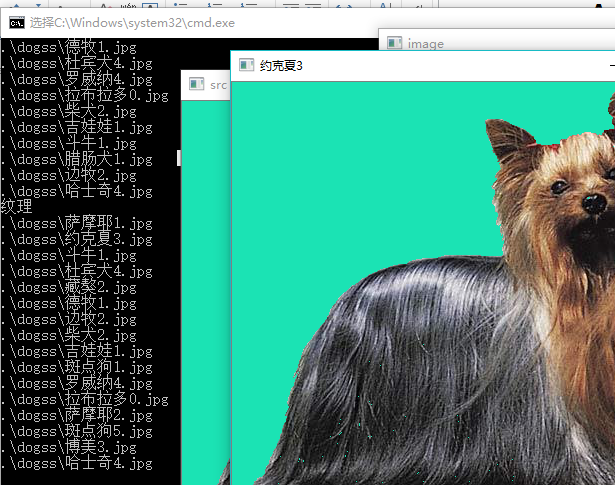 选择C:\Windows\system32\cmd.exe
.\dogss\德牧1.jpg
.\dogss\杜宾犬4.jpg
.\dogss\罗威纳4.jpg
.\dogss\拉布拉多0.jpg
.\dogss\柴犬2.jpg
.\dogss\吉娃娃1.jpg
.\dogss\斗牛1.jpg
.\dogss\腊肠犬1.jpg
.\dogss\边牧2.jpg
.\dogss\哈士奇4.jpg
纹理
.\dogss\萨摩耶1.jpg
.\dogss\约克夏3.jpg
.\dogss\斗牛1.jpg
.\dogss\杜宾犬4.jpg
.\dogss\藏獒2.jpg
.\dogss\德牧1.jpg
.\dogss\边牧2.jpg
.\dogss\柴犬2.jpg
.\dogss\吉娃娃1.jpg
.\dogss\斑点狗1.jpg
.\dogss\罗威纳4.jpg
.\dogss\拉布拉多0.jpg
.\dogss\萨摩耶2.jpg
.\dogss\斑点狗5.jpg
.\dogss\博美3.jpg
.\dogss\哈士奇4.jpg
image
src
约克夏3